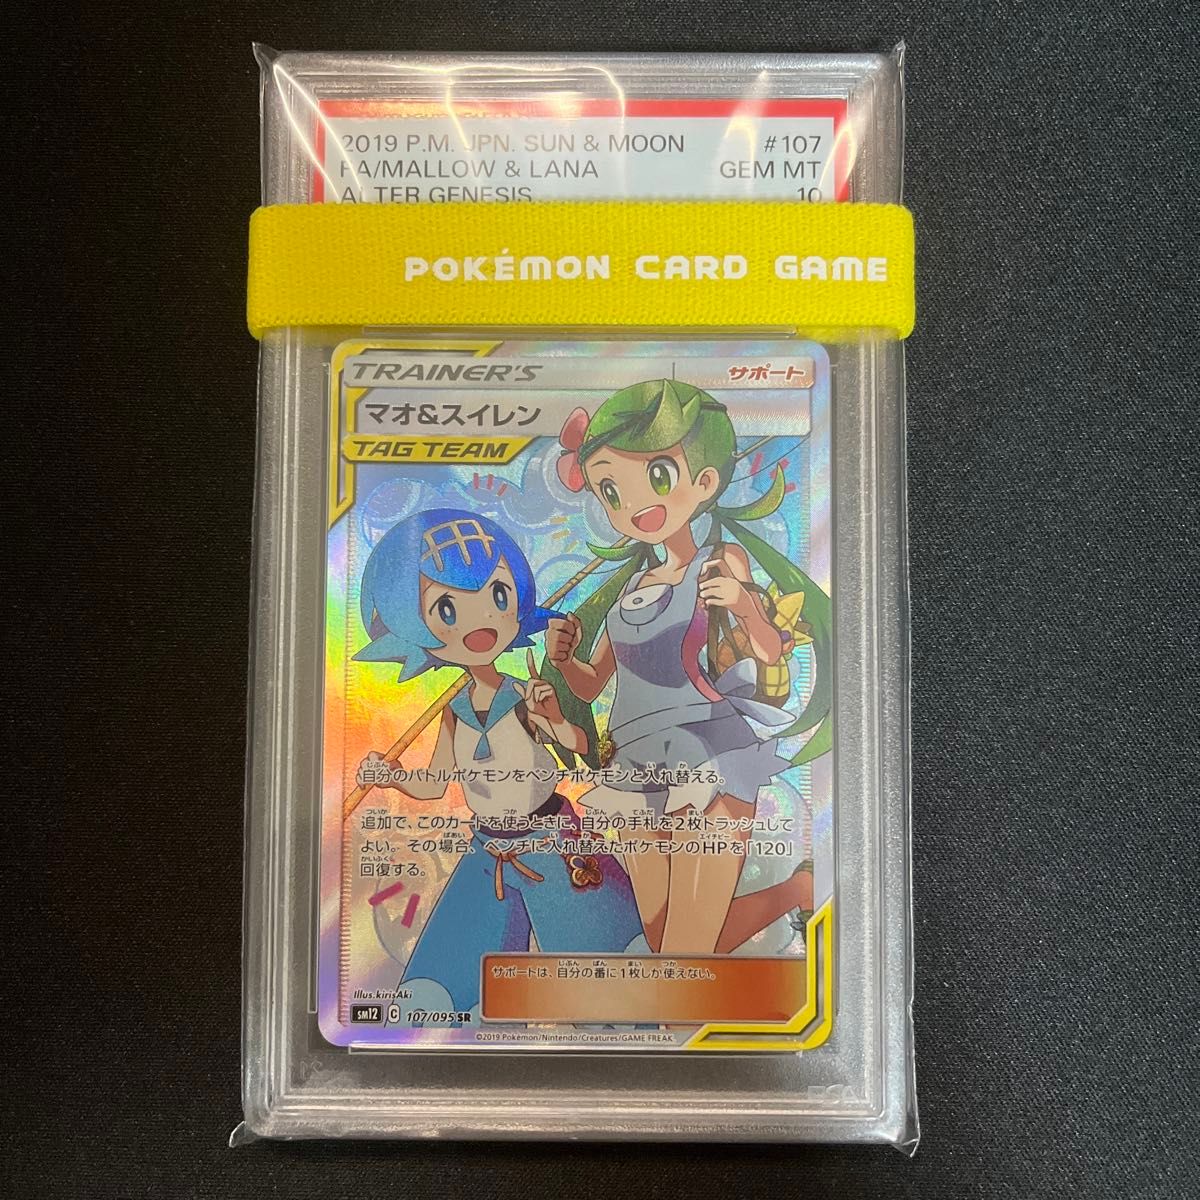 2019 P.M. JPN. SUN & MOON #107
FA/MALLOW & LANA GEM MT
ALTER GENESIS 10
POKÉMON CARD GAME
TRAINER'S サポート
マオ&スイレン
TAG TEAM
自分のバトルポケモンをベンチポケモンと入れ替える。
追加で、このカードを使うときに、自分の手札を2枚トラッシュして
よい。その場合、ベンチに入れ替えたポケモンのHPを「120」
回復する。
サポートは、自分の番に1枚しか使えない。
Illus.kirisAki
sm12 C 107/095 SR
©2019 Pokémon/Nintendo/Creatures/GAME FREAK
PSA